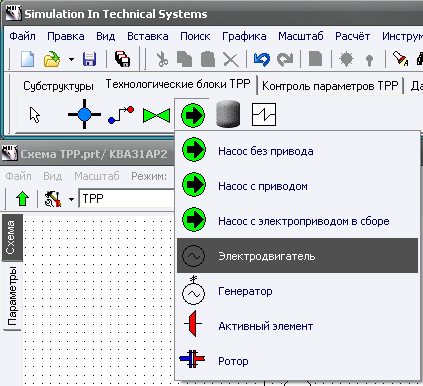 Simulation In Technical Systems
Файл Правка Вид Вставка Поиск Графика Масштаб Расчёт Инструм
Субструктуры Технологические блоки TPP Контроль параметров TPP Да
Схема TPP.prt/ KBA31AP2
Файл Вид Масштаб Режим:
TPP
Схема
Параметры
Насос без привода
Насос с приводом
Насос с электроприводом в сборе
Электродвигатель
Генератор
Активный элемент
Ротор